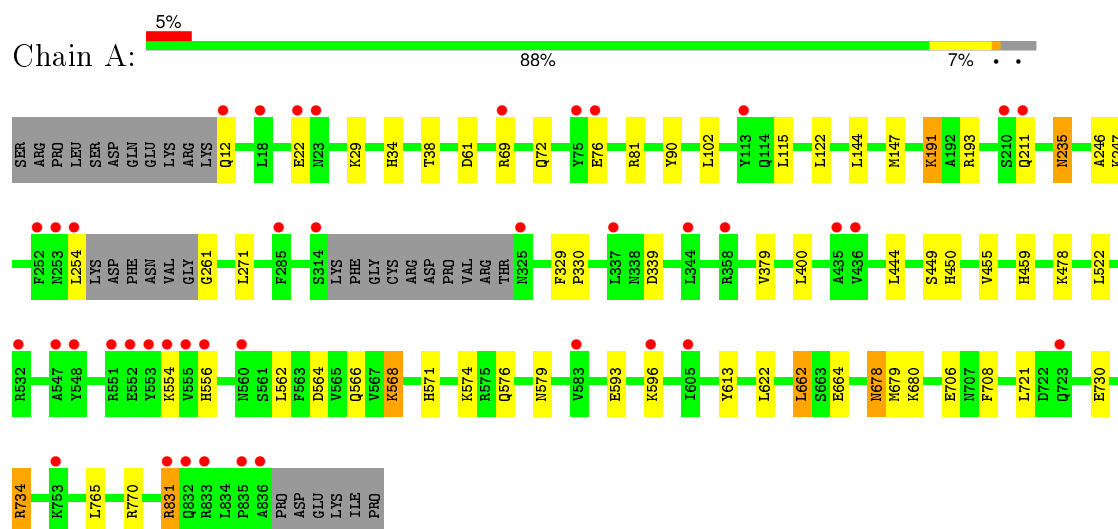 5%
Chain A:
88% 7% • •
SER ARG PRO LEU SER ASP GLN GLU LYS ARG LYS Q12 L18 E22 N23 K29 H34 T38 D61 R69 Q72 Y75 E76 R81 Y90 L102 Y113 Q114 L115 L122 L144 M147 K191 A192 R193 S210 Q211 N235 A246 K247
F252 N253 L254 LYS ASP PHE ASN VAL GLY G261 L271 F285 S314 LYS PHE GLY CYS ARG ASP PRO VAL ARG THR N325 F329 P330 L337 N338 D339 L344 R358 V379 L400 A435 V436 L444 S449 H450 V455 H459 K478 L522
R532 A547 Y548 R551 E552 Y553 K554 V555 H556 N560 S561 L562 F563 D564 V565 Q566 V567 K568 H571 K574 R575 Q576 N579 V583 E593 K596 I605 Y613 L622 L662 S663 E664 N678 M679 K680 E706 N707 F708 L721 D722 Q723 E730
R734 K753 L765 R770 R831 Q832 R833 L834 P835 A836 PRO ASP GLU LYS ILE PRO